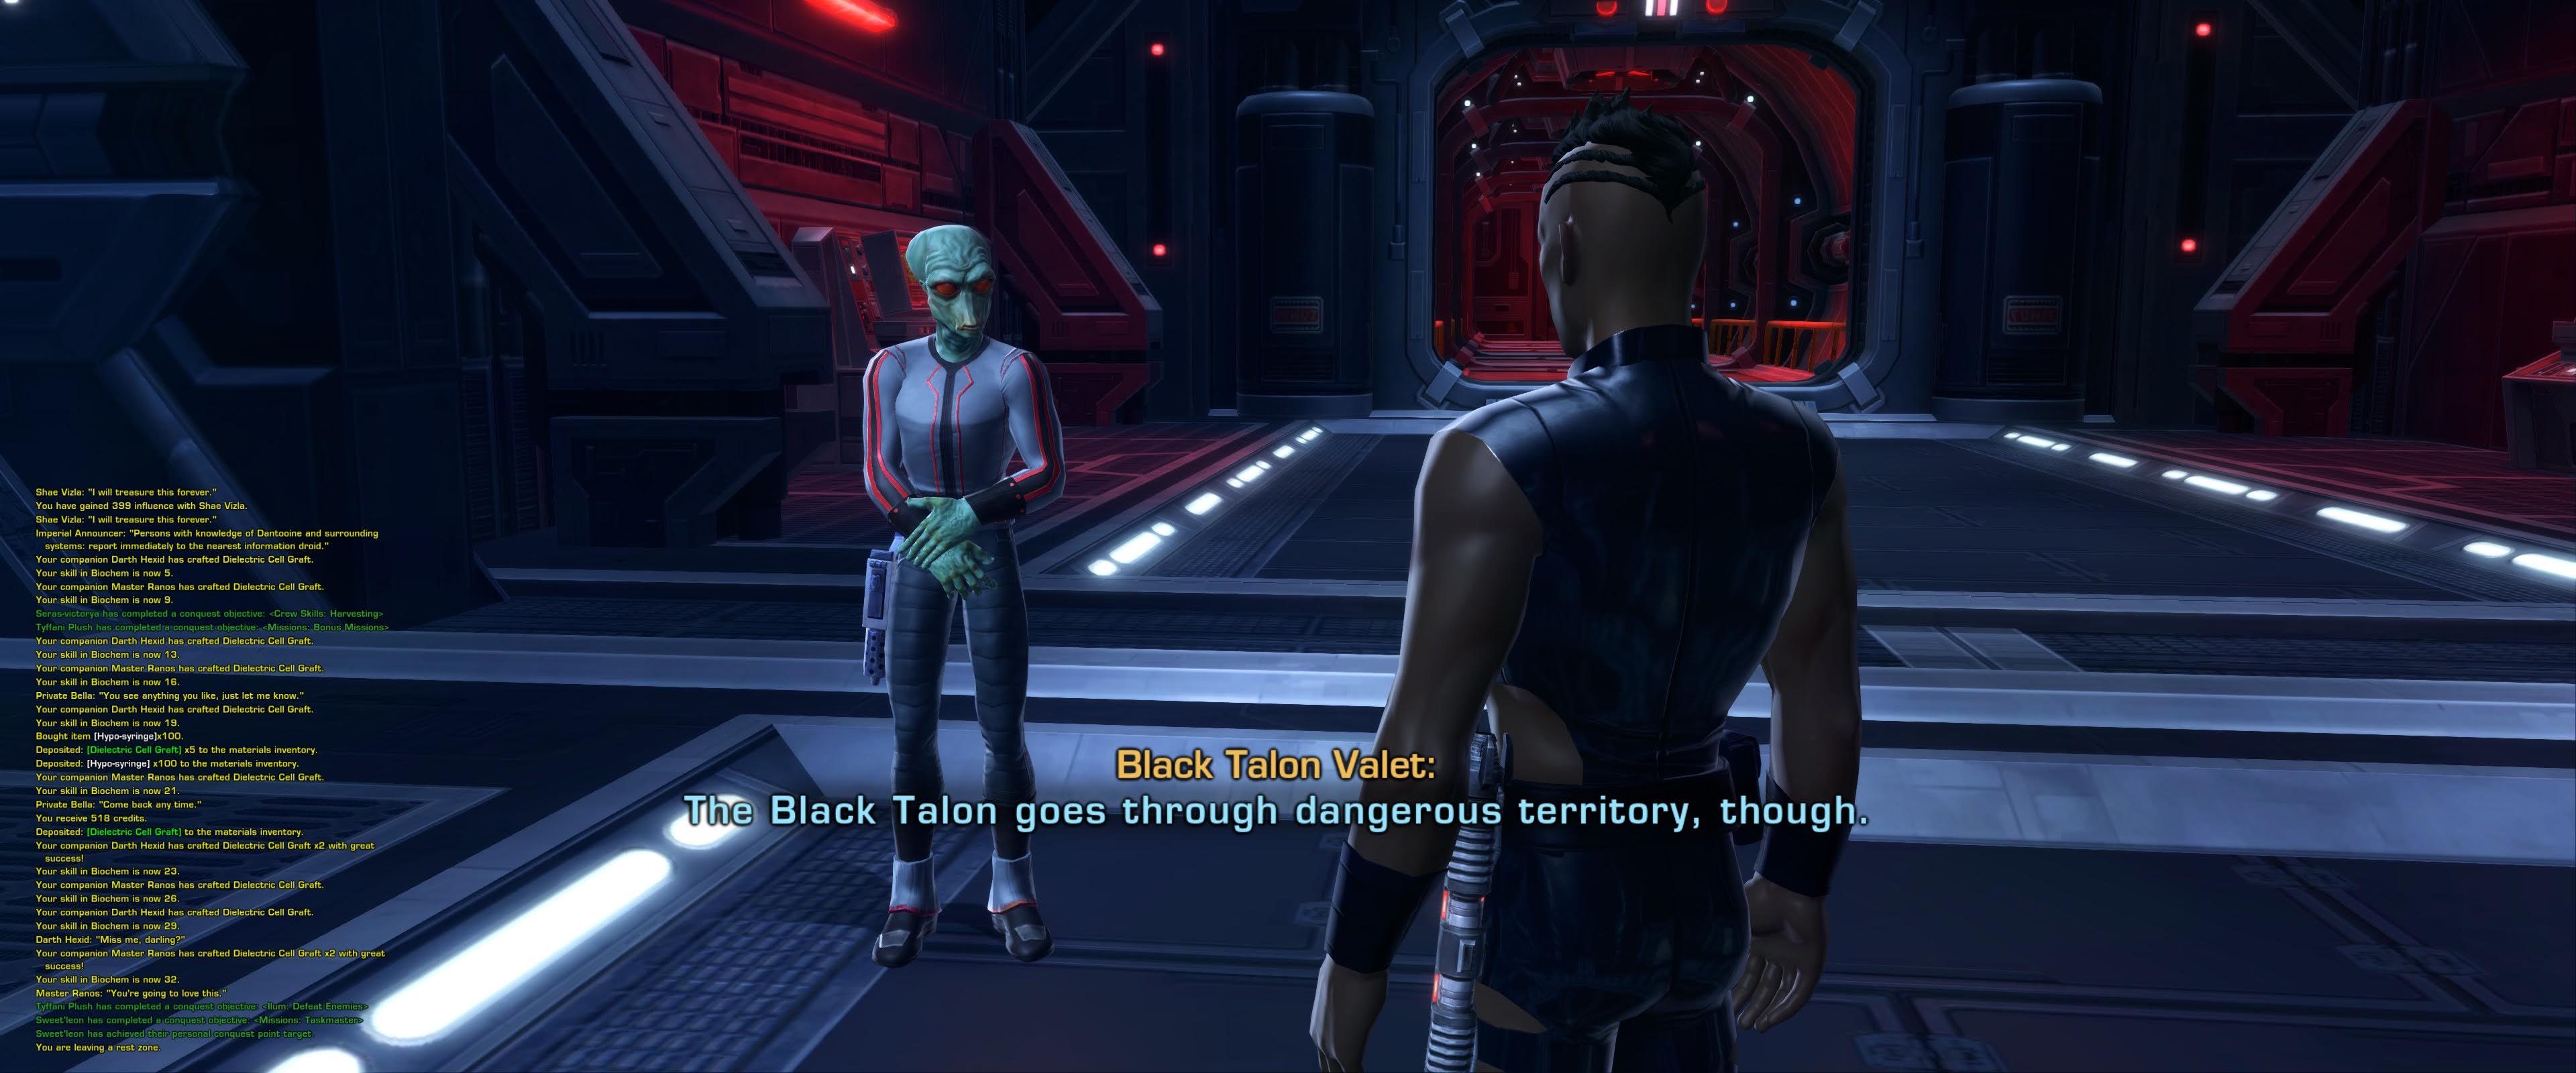 Shae Vizla: "I will treasure this forever."
You have gained 399 influence with Shae Vizla.
Shae Vizla: "I will treasure this forever."
Imperial Announcer: "Persons with knowledge of Dantooine and surrounding
systems: report immediately to the nearest information droid."
Your companion Darth Hexid has crafted Dielectric Cell Graft.
Your skill in Biochem is now 5.
Your companion Master Ranos has crafted Dielectric Cell Graft.
Your skill in Biochem is now 9.
Seras-victorya has completed a conquest objective: <Crew Skills: Harvesting>
Tyffani Plush has completed a conquest objective: <Missions: Bonus Missions>
Your companion Darth Hexid has crafted Dielectric Cell Graft.
Your skill in Biochem is now 13.
Your companion Master Ranos has crafted Dielectric Cell Graft.
Your skill in Biochem is now 16.
Private Bella: "You see anything you like, just let me know."
Your companion Darth Hexid has crafted Dielectric Cell Graft.
Your skill in Biochem is now 19.
Bought item [Hypo-syringe]x100.
Deposited: [Dielectric Cell Graft] x5 to the materials inventory.
Deposited: [Hypo-syringe] x100 to the materials inventory.
Your companion Master Ranos has crafted Dielectric Cell Graft.
Your skill in Biochem is now 21.
Private Bella: "Come back any time."
You receive 518 credits.
Deposited: [Dielectric Cell Graft] to the materials inventory.
Your companion Darth Hexid has crafted Dielectric Cell Graft x2 with great
success!
Your skill in Biochem is now 23.
Your companion Master Ranos has crafted Dielectric Cell Graft.
Your skill in Biochem is now 26.
Your companion Darth Hexid has crafted Dielectric Cell Graft.
Your skill in Biochem is now 29.
Darth Hexid: "Miss me, darling?"
Your companion Master Ranos has crafted Dielectric Cell Graft x2 with great
success!
Your skill in Biochem is now 32.
Master Ranos: "You're going to love this."
Tyffani Plush has completed a conquest objective: <Ilum: Defeat Enemies>
Sweet'leon has completed a conquest objective: <Missions: Taskmaster>
Sweet'leon has achieved their personal conquest point target.
You are leaving a rest zone.
Black Talon Valet:
The Black Talon goes through dangerous territory, though.